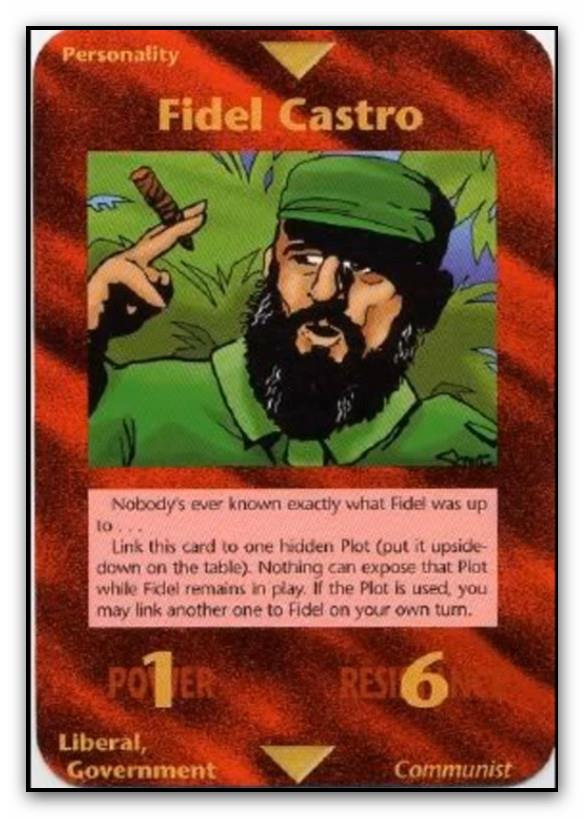 Personality
Fidel Castro
Nobody's ever known exactly what Fidel was up
to . . .
Link this card to one hidden Plot (put it upside-
down on the table). Nothing can expose that Plot
while Fidel remains in play. If the Plot is used, you
may link another one to Fidel on your own turn.
POWER 1 RESISTANCE 6
Liberal,
Government Communist